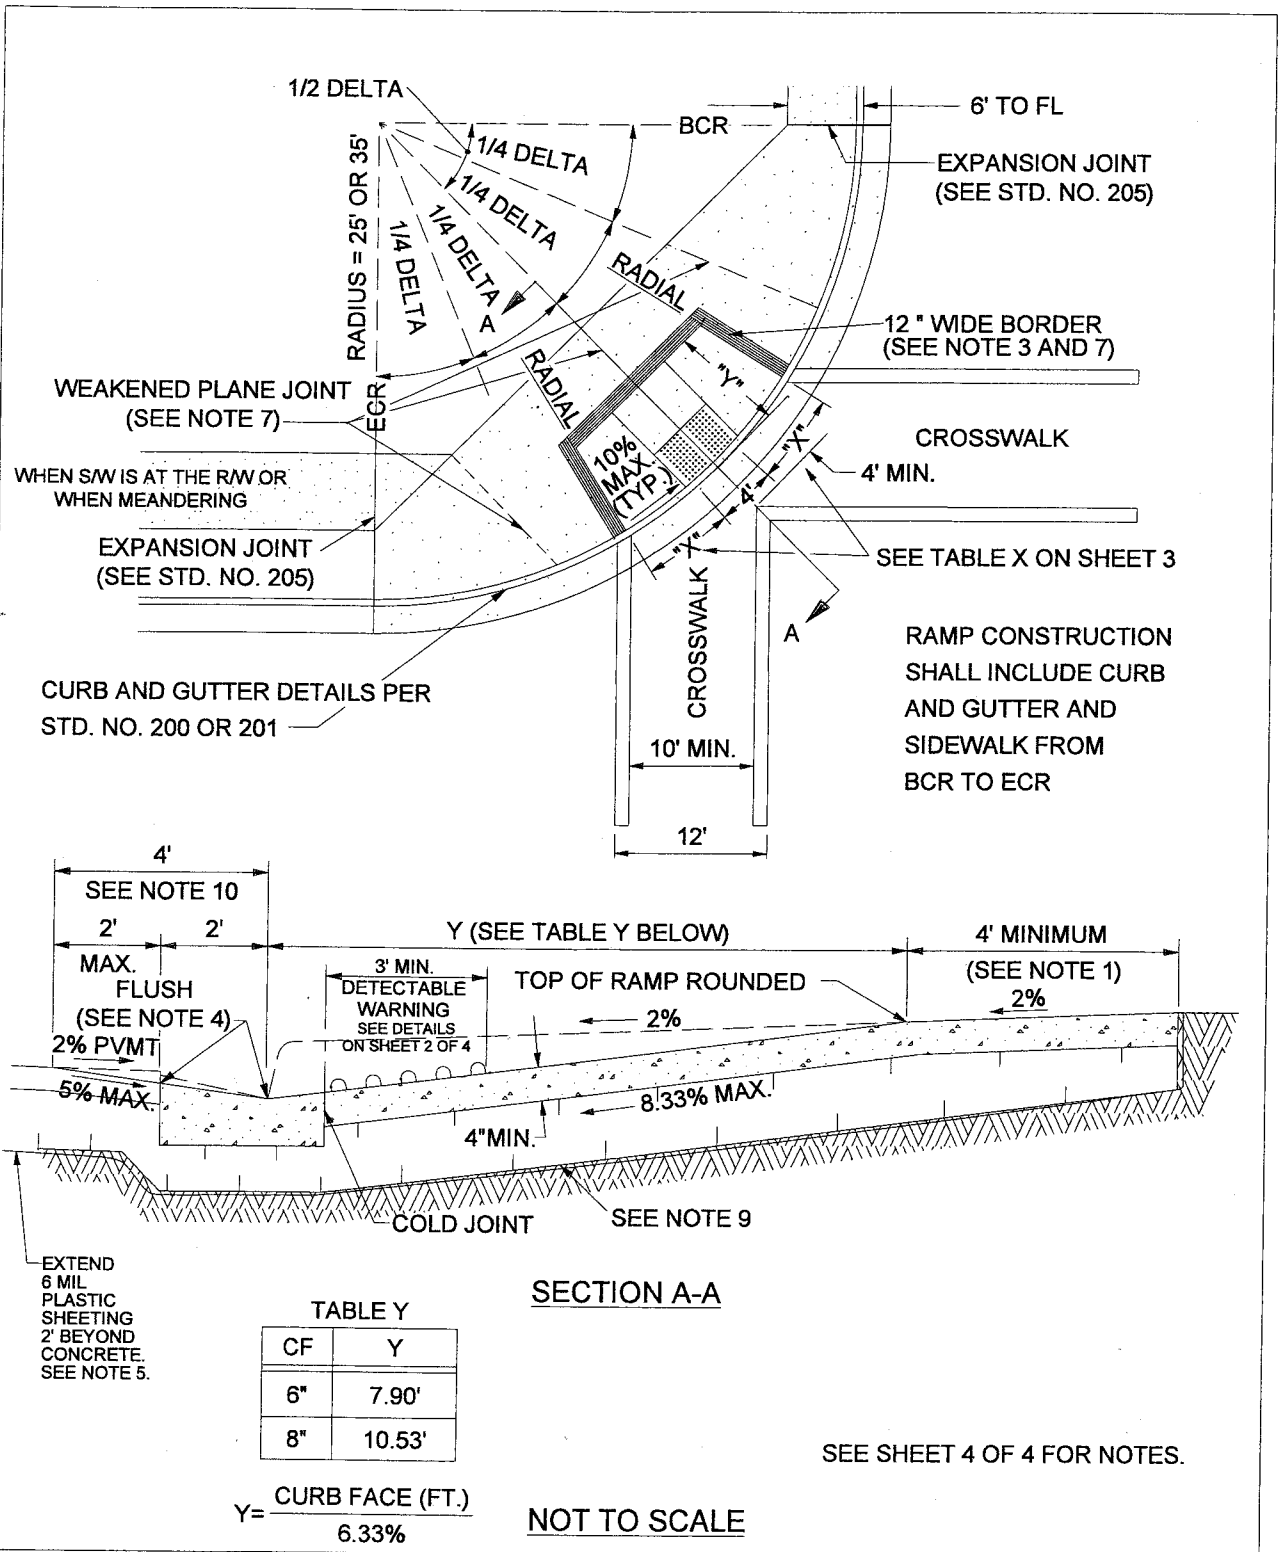 1/2 DELTA
BCR
6' TO FL
1/4 DELTA
1/4 DELTA
1/4 DELTA
1/4 DELTA
RADIUS = 25' OR 35'
EXPANSION JOINT
(SEE STD. NO. 205)
RADIAL
A
12 " WIDE BORDER
(SEE NOTE 3 AND 7)
RADIAL
WEAKENED PLANE JOINT
(SEE NOTE 7)
ECR
"Y"
CROSSWALK
"X"
4' MIN.
10%
MAX.
(TYP.)
WHEN S/W IS AT THE R/W OR
WHEN MEANDERING
4'
EXPANSION JOINT
(SEE STD. NO. 205)
"X"
SEE TABLE X ON SHEET 3
CROSSWALK
A
RAMP CONSTRUCTION
SHALL INCLUDE CURB
AND GUTTER AND
SIDEWALK FROM
BCR TO ECR
CURB AND GUTTER DETAILS PER
STD. NO. 200 OR 201
10' MIN.
12'
4'
SEE NOTE 10
2'
2'
Y (SEE TABLE Y BELOW)
4' MINIMUM
(SEE NOTE 1)
MAX.
FLUSH
(SEE NOTE 4)
3' MIN.
DETECTABLE
WARNING
SEE DETAILS
ON SHEET 2 OF 4
TOP OF RAMP ROUNDED
2%
2%
2% PVMT
5% MAX.
8.33% MAX.
4"MIN.
COLD JOINT
SEE NOTE 9
EXTEND
6 MIL
PLASTIC
SHEETING
2' BEYOND
CONCRETE.
SEE NOTE 5.
SECTION A-A
TABLE Y
CF Y
6" 7.90'
8" 10.53'
SEE SHEET 4 OF 4 FOR NOTES.
Y= CURB FACE (FT.)
6.33%
NOT TO SCALE